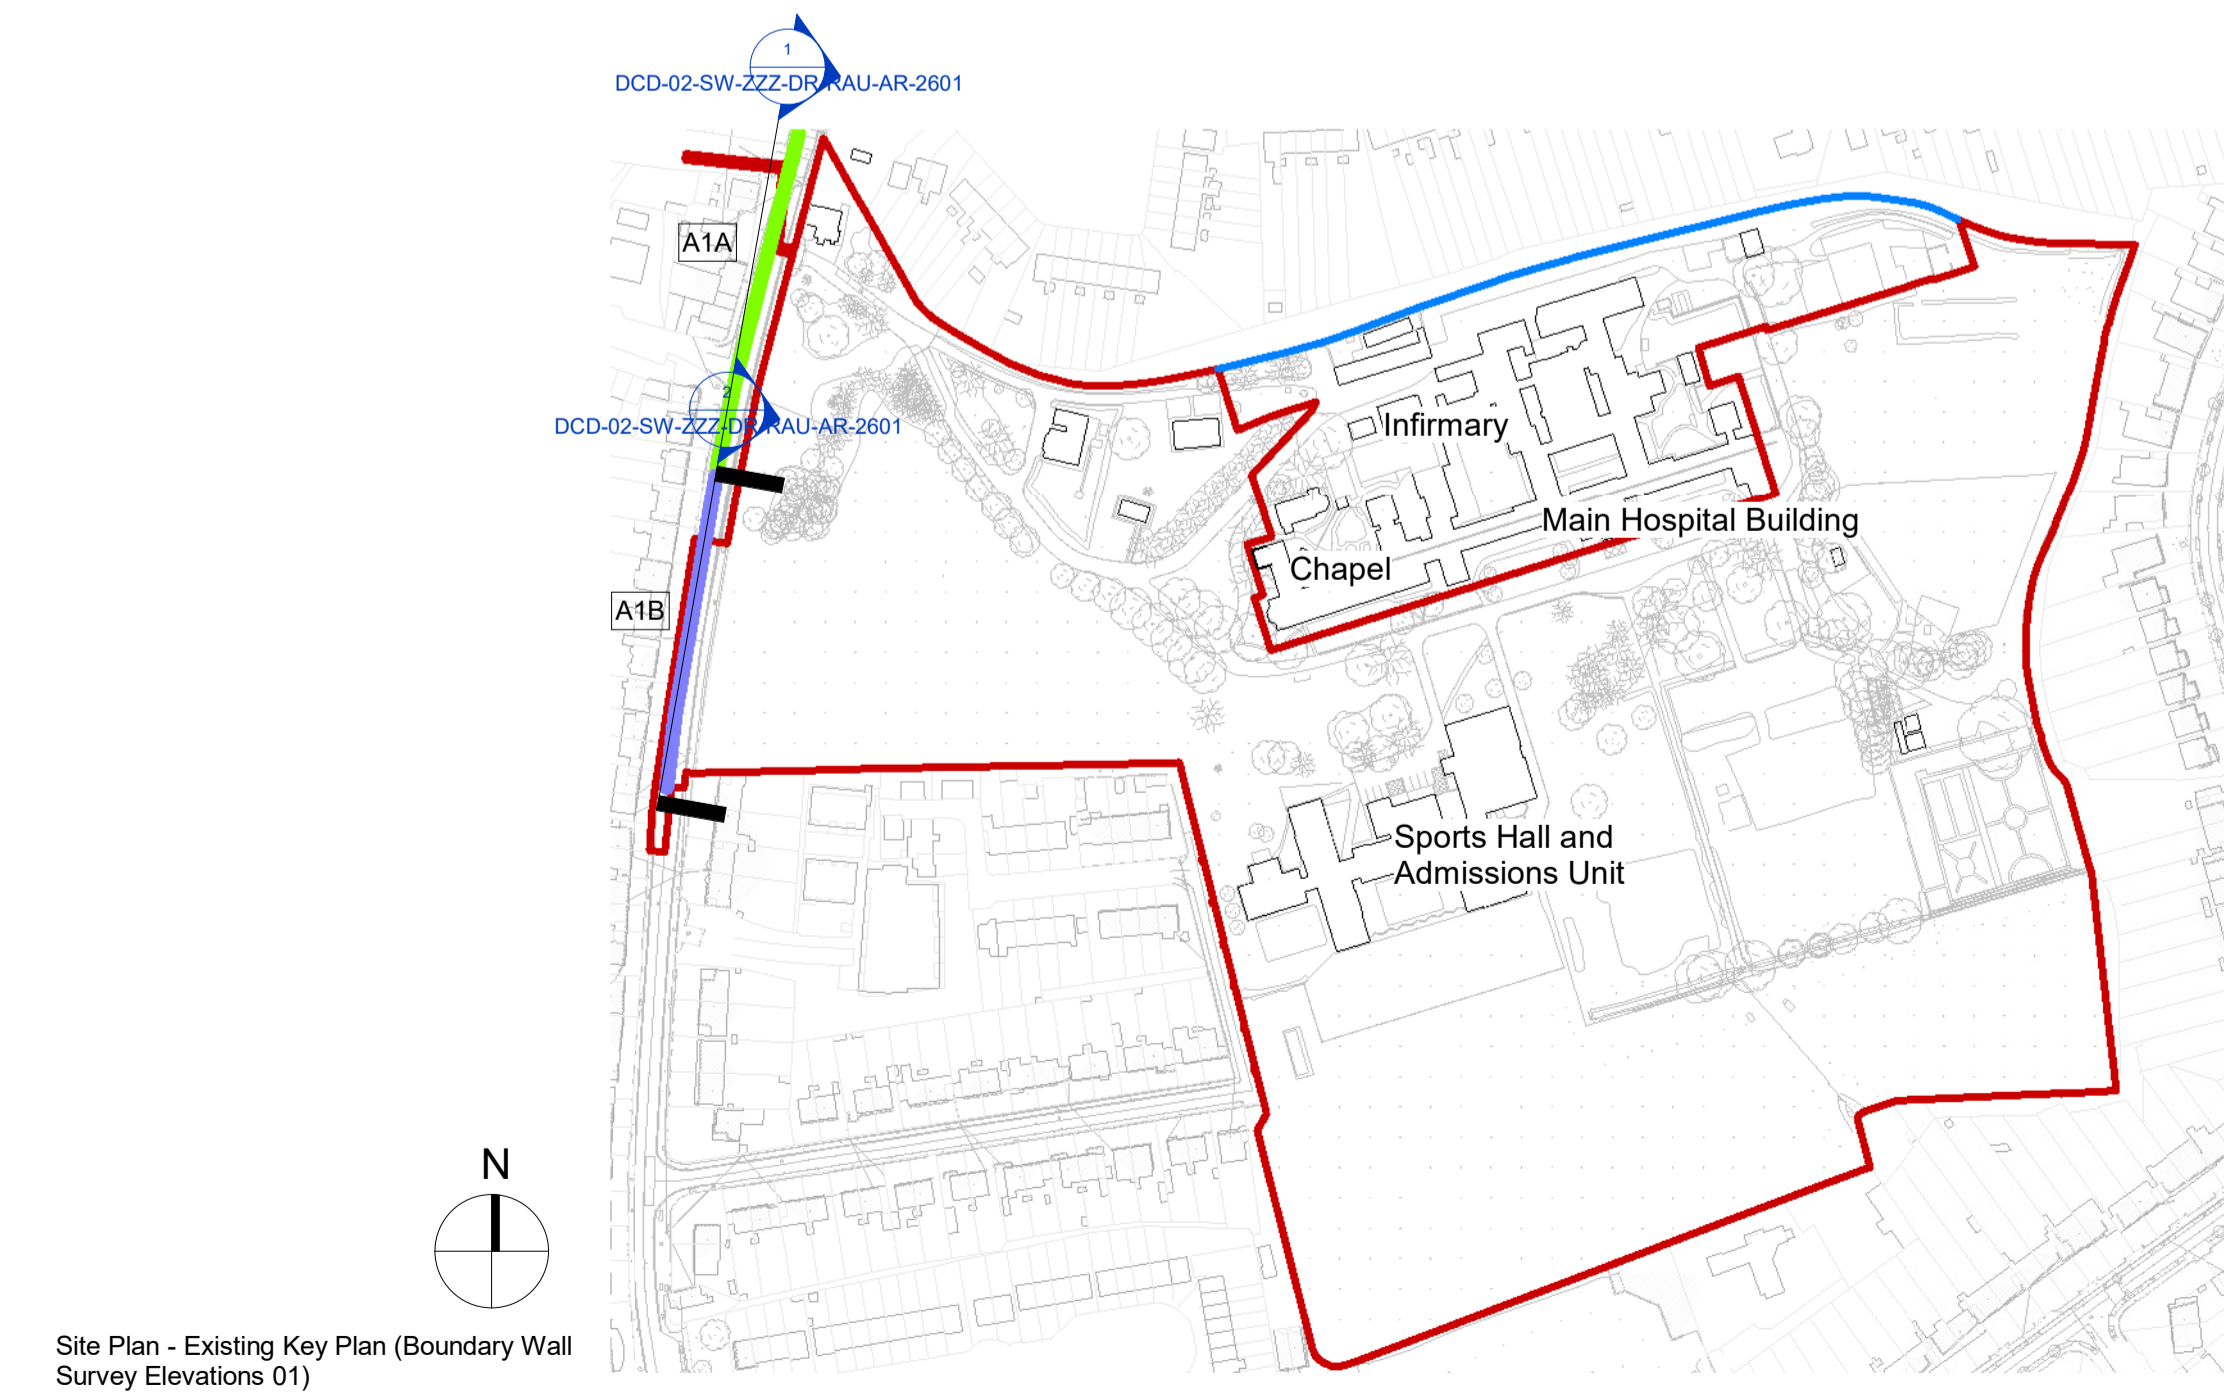 1
DCD-02-SW-ZZZ-DR-RAU-AR-2601
A1A
2
DCD-02-SW-ZZZ-DR-RAU-AR-2601
Infirmary
Main Hospital Building
Chapel
A1B
Sports Hall and
Admissions Unit
N
Site Plan - Existing Key Plan (Boundary Wall
Survey Elevations 01)